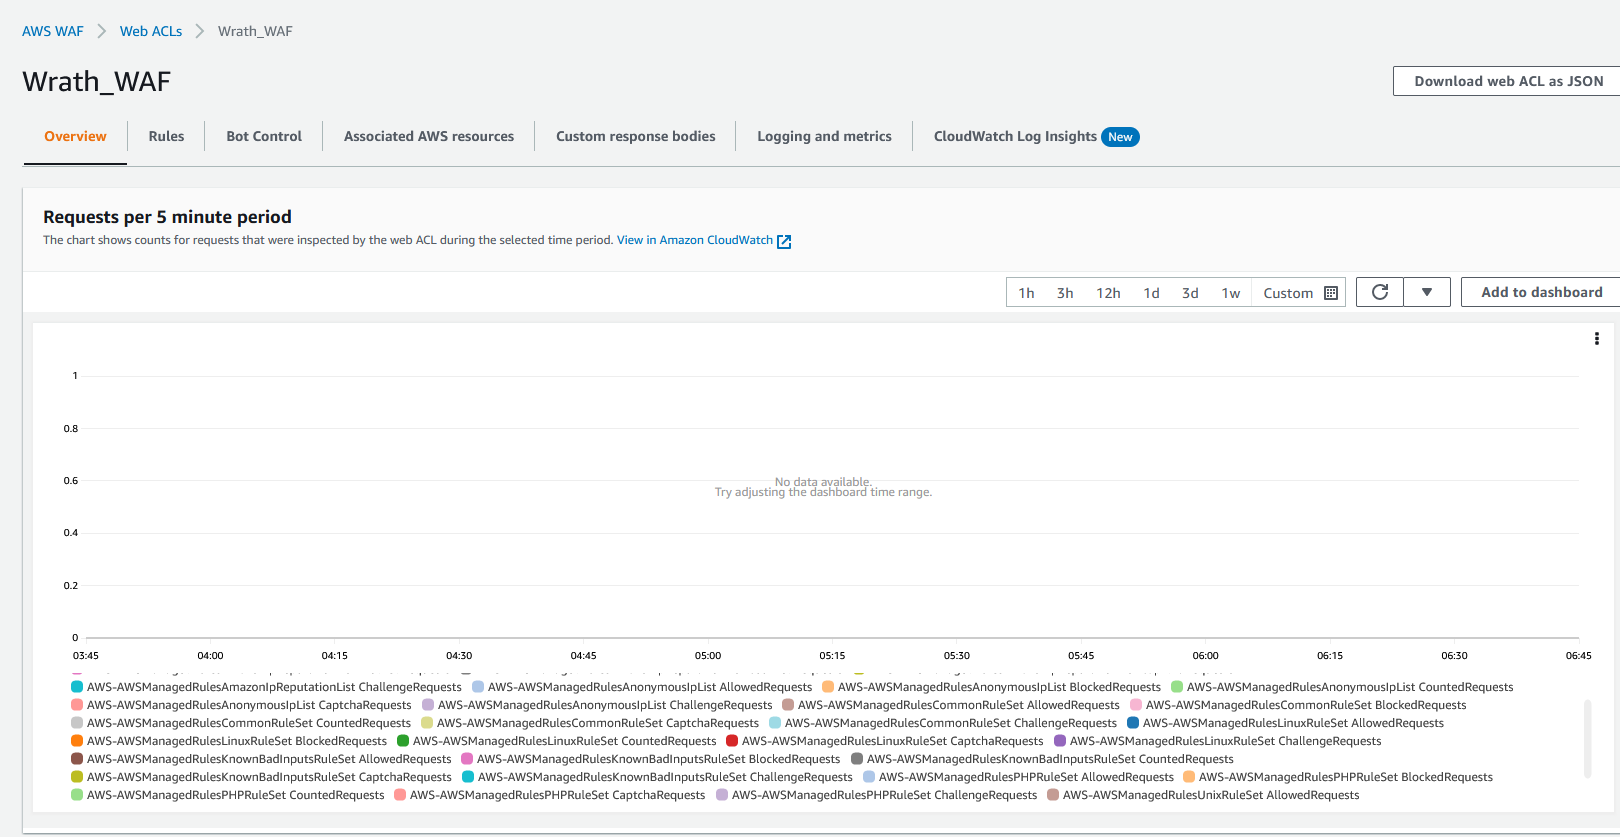 AWS WAF > Web ACLs > Wrath_WAF
Wrath_WAF
Download web ACL as JSON
Overview
Rules
Bot Control
Associated AWS resources
Custom response bodies
Logging and metrics
CloudWatch Log Insights New
Requests per 5 minute period
The chart shows counts for requests that were inspected by the web ACL during the selected time period. View in Amazon CloudWatch
1h 3h 12h 1d 3d 1w Custom
Add to dashboard
1
0.8
0.6
0.4
0.2
0
No data available.
Try adjusting the dashboard time range.
03:45 04:00 04:15 04:30 04:45 05:00 05:15 05:30 05:45 06:00 06:15 06:30 06:45
AWS-AWSManagedRulesAmazonIpReputationList ChallengeRequests AWS-AWSManagedRulesAnonymousIpList AllowedRequests AWS-AWSManagedRulesAnonymousIpList BlockedRequests AWS-AWSManagedRulesAnonymousIpList CountedRequests
AWS-AWSManagedRulesAnonymousIpList CaptchaRequests AWS-AWSManagedRulesAnonymousIpList ChallengeRequests AWS-AWSManagedRulesCommonRuleSet AllowedRequests AWS-AWSManagedRulesCommonRuleSet BlockedRequests
AWS-AWSManagedRulesCommonRuleSet CountedRequests AWS-AWSManagedRulesCommonRuleSet CaptchaRequests AWS-AWSManagedRulesCommonRuleSet ChallengeRequests AWS-AWSManagedRulesLinuxRuleSet AllowedRequests
AWS-AWSManagedRulesLinuxRuleSet BlockedRequests AWS-AWSManagedRulesLinuxRuleSet CountedRequests AWS-AWSManagedRulesLinuxRuleSet CaptchaRequests AWS-AWSManagedRulesLinuxRuleSet ChallengeRequests
AWS-AWSManagedRulesKnownBadInputsRuleSet AllowedRequests AWS-AWSManagedRulesKnownBadInputsRuleSet BlockedRequests AWS-AWSManagedRulesKnownBadInputsRuleSet CountedRequests
AWS-AWSManagedRulesKnownBadInputsRuleSet CaptchaRequests AWS-AWSManagedRulesKnownBadInputsRuleSet ChallengeRequests AWS-AWSManagedRulesPHPRuleSet AllowedRequests AWS-AWSManagedRulesPHPRuleSet BlockedRequests
AWS-AWSManagedRulesPHPRuleSet CountedRequests AWS-AWSManagedRulesPHPRuleSet CaptchaRequests AWS-AWSManagedRulesPHPRuleSet ChallengeRequests AWS-AWSManagedRulesUnixRuleSet AllowedRequests